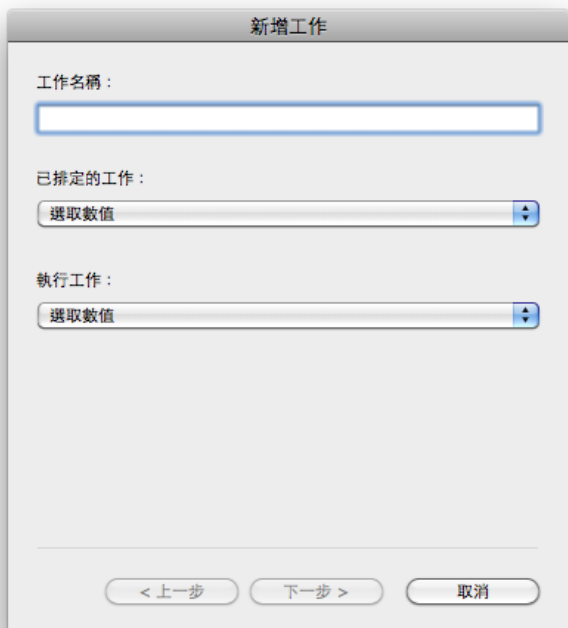 新增工作
工作名稱：
已排定的工作：
選取數值
執行工作：
選取數值
< 上一步
下一步 >
取消